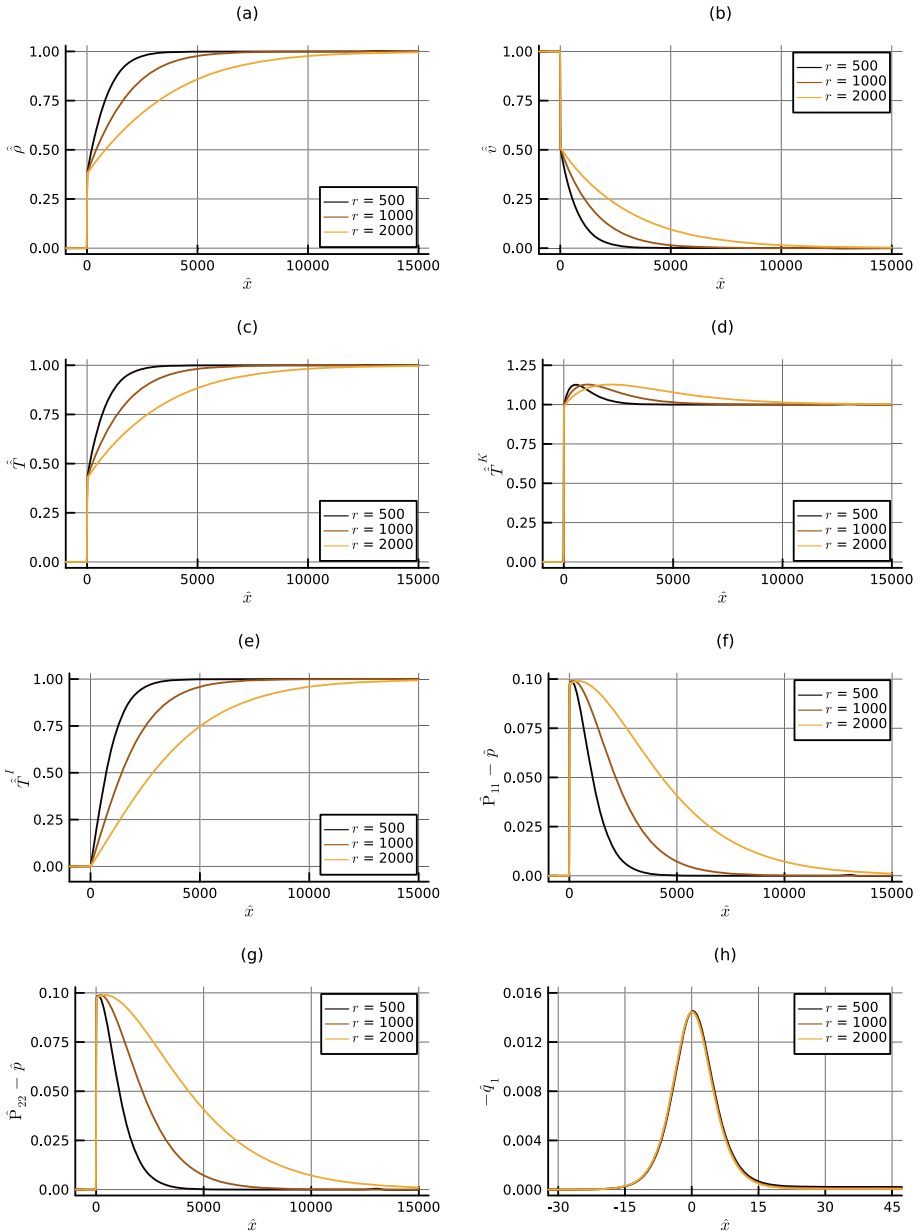 (a)
1.00
0.75
0.50
0.25
0.00
ρ̂
0 5000 10000 15000
x̂
r = 500
r = 1000
r = 2000
(b)
1.00
0.75
0.50
0.25
0.00
v̂
0 5000 10000 15000
x̂
r = 500
r = 1000
r = 2000
(c)
1.00
0.75
0.50
0.25
0.00
T̂
0 5000 10000 15000
x̂
r = 500
r = 1000
r = 2000
(d)
1.25
1.00
0.75
0.50
0.25
0.00
T̂^K
0 5000 10000 15000
x̂
r = 500
r = 1000
r = 2000
(e)
1.00
0.75
0.50
0.25
0.00
T̂^I
0 5000 10000 15000
x̂
r = 500
r = 1000
r = 2000
(f)
0.10
0.075
0.050
0.025
0.000
P̂₁₁ − p̂
0 5000 10000 15000
x̂
r = 500
r = 1000
r = 2000
(g)
0.10
0.075
0.050
0.025
0.000
P̂₂₂ − p̂
0 5000 10000 15000
x̂
r = 500
r = 1000
r = 2000
(h)
0.016
0.012
0.008
0.004
0.000
−q̂₁
-30 -15 0 15 30 45
x̂
r = 500
r = 1000
r = 2000